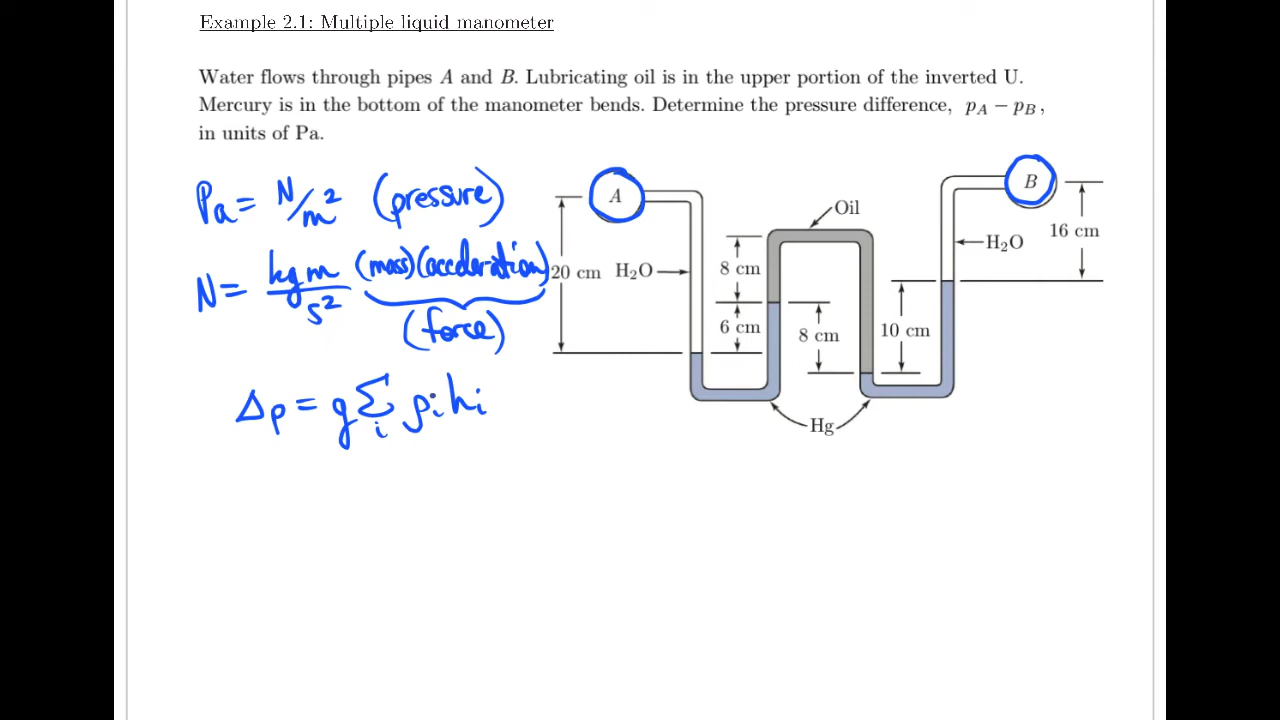 Example 2.1: Multiple liquid manometer
Water flows through pipes A and B. Lubricating oil is in the upper portion of the inverted U.
Mercury is in the bottom of the manometer bends. Determine the pressure difference, pA − pB,
in units of Pa.
Pa = N/m² (pressure)
N = kg m/s² (mass)(acceleration)
(force)
Δp = g Σᵢ ρᵢhᵢ
A
20 cm
H₂O
8 cm
6 cm
Oil
8 cm
10 cm
Hg
B
H₂O
16 cm